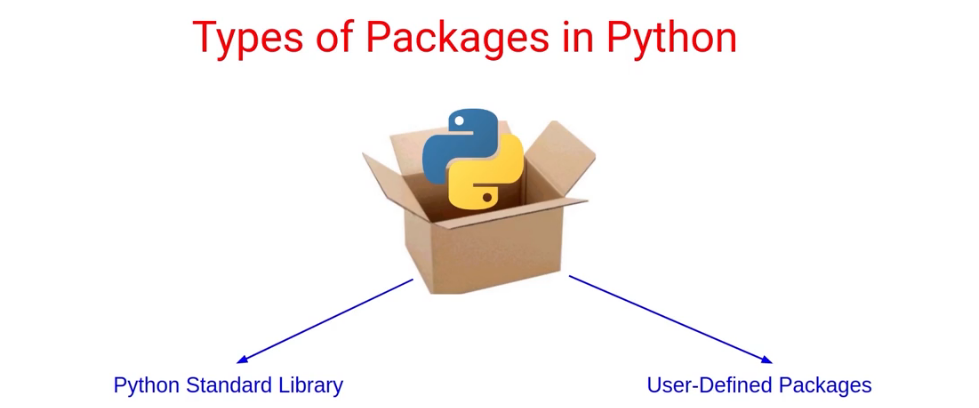 Types of Packages in Python
Python Standard Library
User-Defined Packages